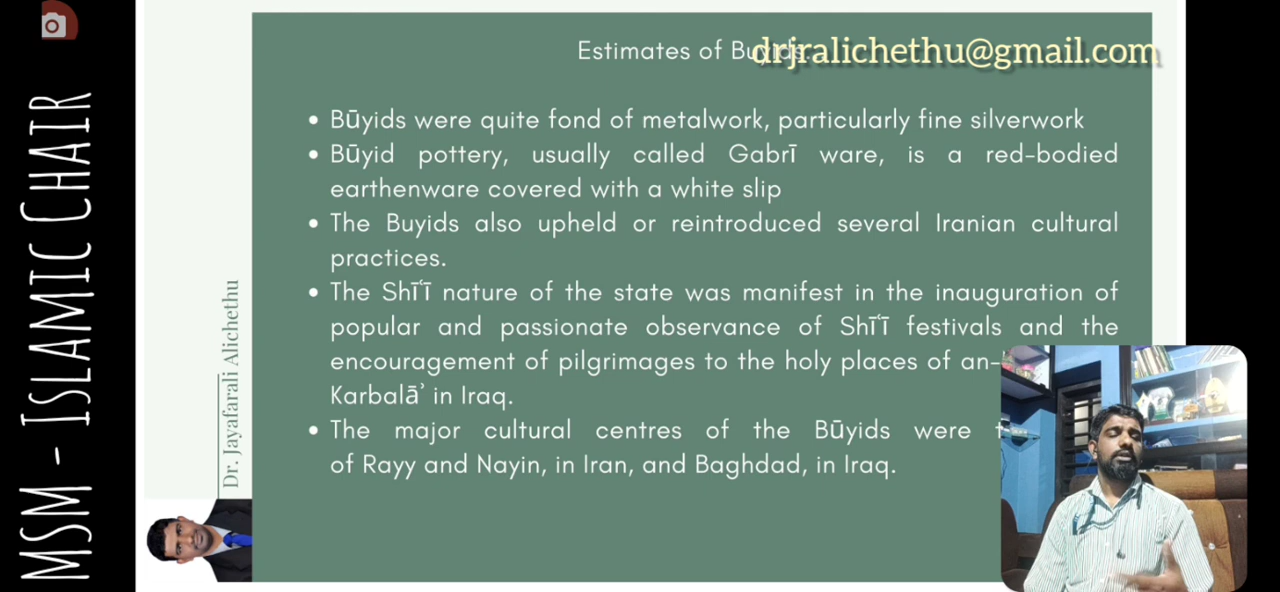 Estimates of Buyids.
drjralichethu@gmail.com
• Būyids were quite fond of metalwork, particularly fine silverwork
• Būyid pottery, usually called Gabrī ware, is a red-bodied
earthenware covered with a white slip
• The Buyids also upheld or reintroduced several Iranian cultural
practices.
• The Shīʿī nature of the state was manifest in the inauguration of
popular and passionate observance of Shīʿī festivals and the
encouragement of pilgrimages to the holy places of an-
Karbalāʾ in Iraq.
• The major cultural centres of the Būyids were
of Rayy and Nayin, in Iran, and Baghdad, in Iraq.
MSM - ISLAMIC CHAIR
Dr. Jayafarali Alichethu